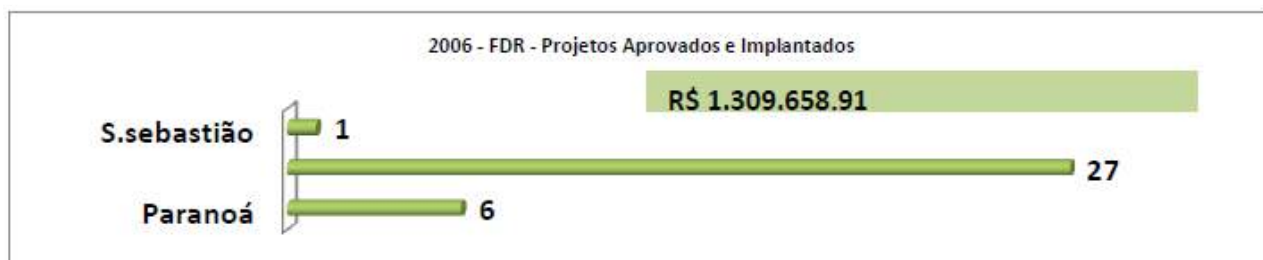 2006 - FDR - Projetos Aprovados e Implantados
R$ 1.309.658.91
S.sebastião 1
27
Paranoá 6